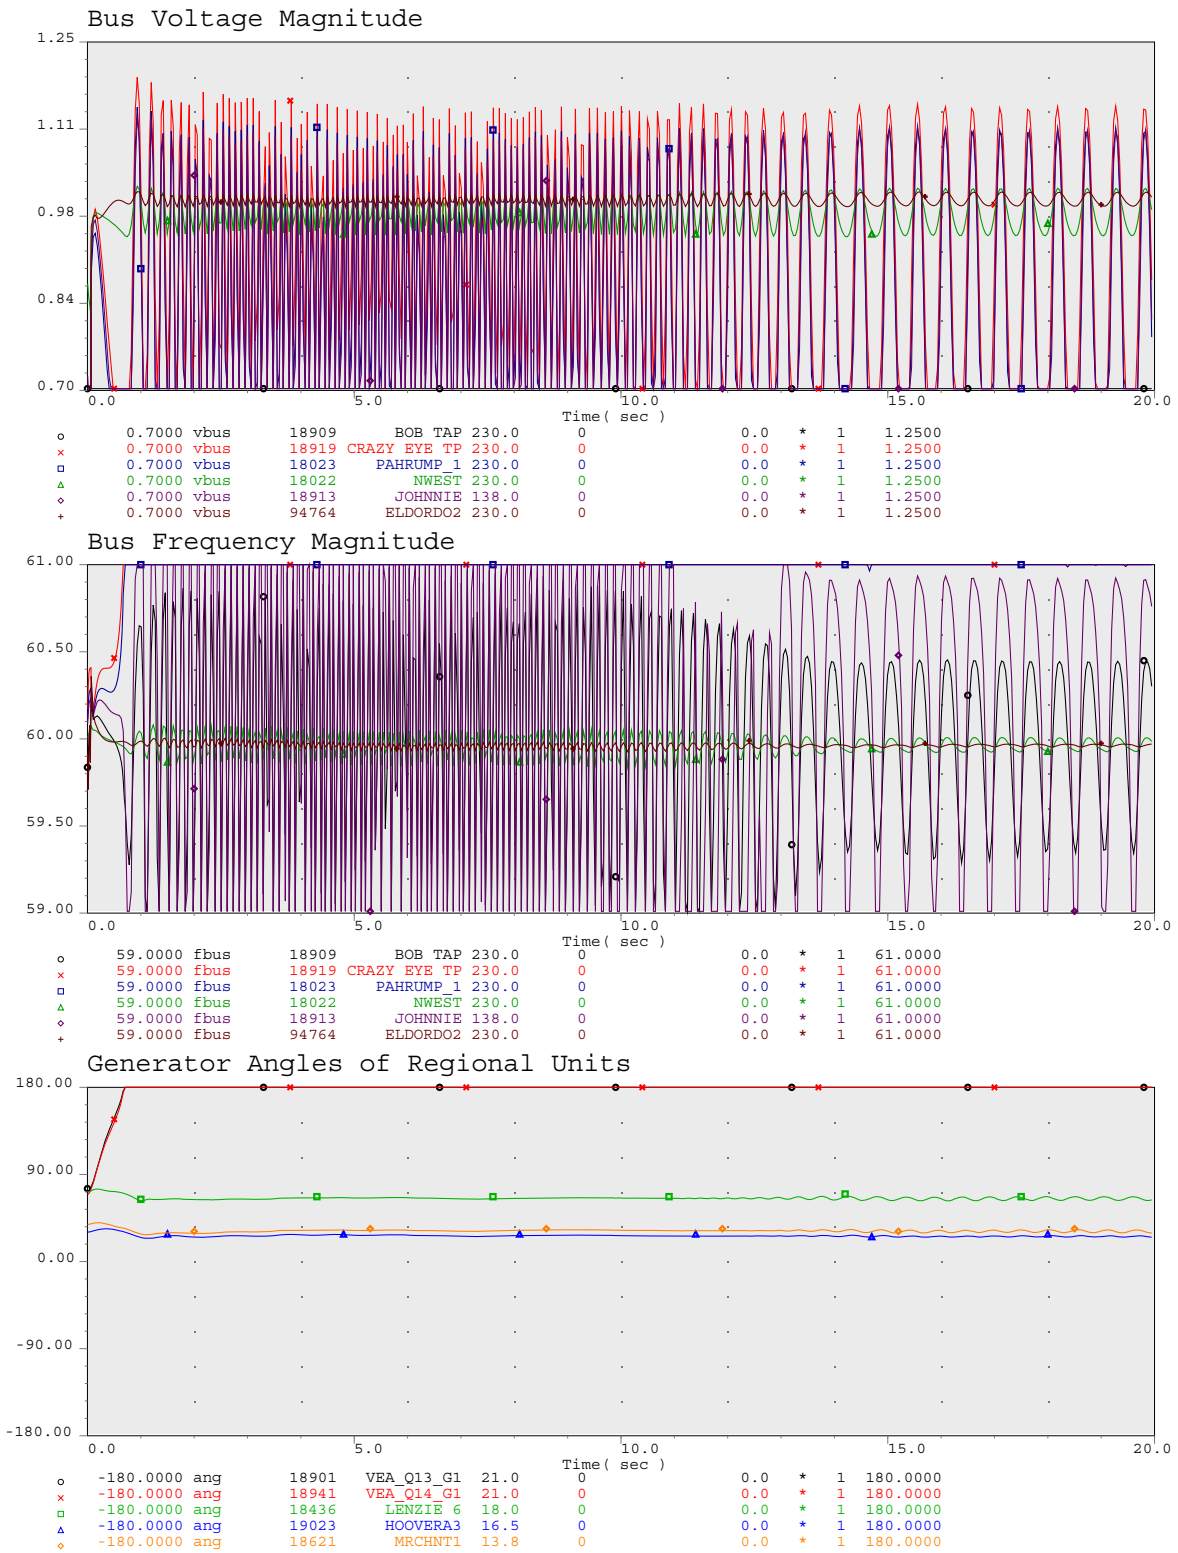 Bus Voltage Magnitude
1.25
1.11
0.98
0.84
0.70
0.0 5.0 10.0 15.0 20.0
Time( sec )
0.7000 vbus 18909 BOB TAP 230.0 0 0.0 * 1 1.2500
0.7000 vbus 18919 CRAZY EYE TP 230.0 0 0.0 * 1 1.2500
0.7000 vbus 18023 PAHRUMP_1 230.0 0 0.0 * 1 1.2500
0.7000 vbus 18022 NWEST 230.0 0 0.0 * 1 1.2500
0.7000 vbus 18913 JOHNNIE 138.0 0 0.0 * 1 1.2500
0.7000 vbus 94764 ELDORDO2 230.0 0 0.0 * 1 1.2500
Bus Frequency Magnitude
61.00
60.50
60.00
59.50
59.00
0.0 5.0 10.0 15.0 20.0
Time( sec )
59.0000 fbus 18909 BOB TAP 230.0 0 0.0 * 1 61.0000
59.0000 fbus 18919 CRAZY EYE TP 230.0 0 0.0 * 1 61.0000
59.0000 fbus 18023 PAHRUMP_1 230.0 0 0.0 * 1 61.0000
59.0000 fbus 18022 NWEST 230.0 0 0.0 * 1 61.0000
59.0000 fbus 18913 JOHNNIE 138.0 0 0.0 * 1 61.0000
59.0000 fbus 94764 ELDORDO2 230.0 0 0.0 * 1 61.0000
Generator Angles of Regional Units
180.00
90.00
0.00
-90.00
-180.00
0.0 5.0 10.0 15.0 20.0
Time( sec )
-180.0000 ang 18901 VEA_Q13_G1 21.0 0 0.0 * 1 180.0000
-180.0000 ang 18941 VEA_Q14_G1 21.0 0 0.0 * 1 180.0000
-180.0000 ang 18436 LENZIE 6 18.0 0 0.0 * 1 180.0000
-180.0000 ang 19023 HOOVERA3 16.5 0 0.0 * 1 180.0000
-180.0000 ang 18621 MRCHNT1 13.8 0 0.0 * 1 180.0000